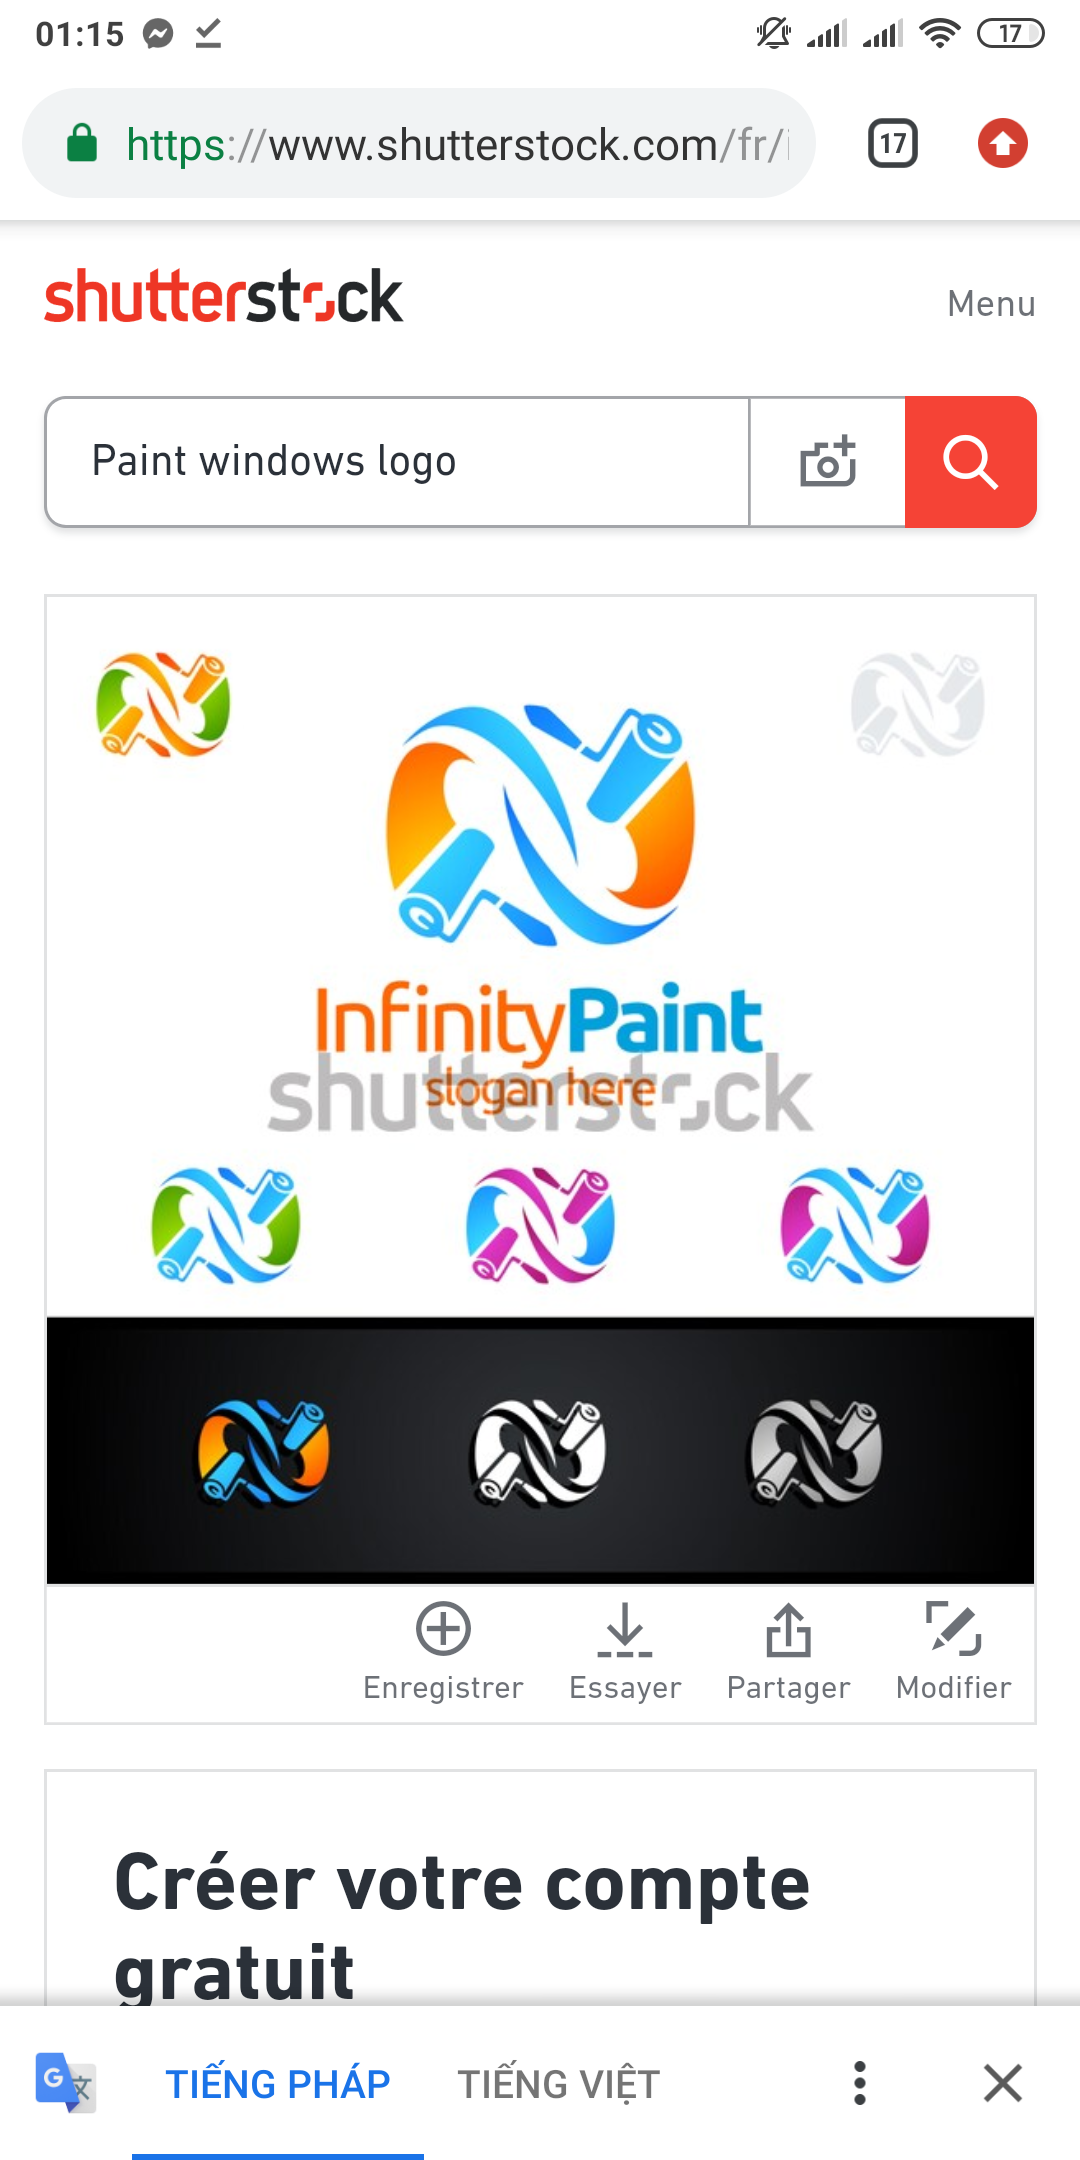 01:15
17
https://www.shutterstock.com/fr/i
17
shutterstock
Menu
Paint windows logo
InfinityPaint
slogan here
shutterstock
Enregistrer
Essayer
Partager
Modifier
Créer votre compte
gratuit
TIẾNG PHÁP
TIẾNG VIỆT